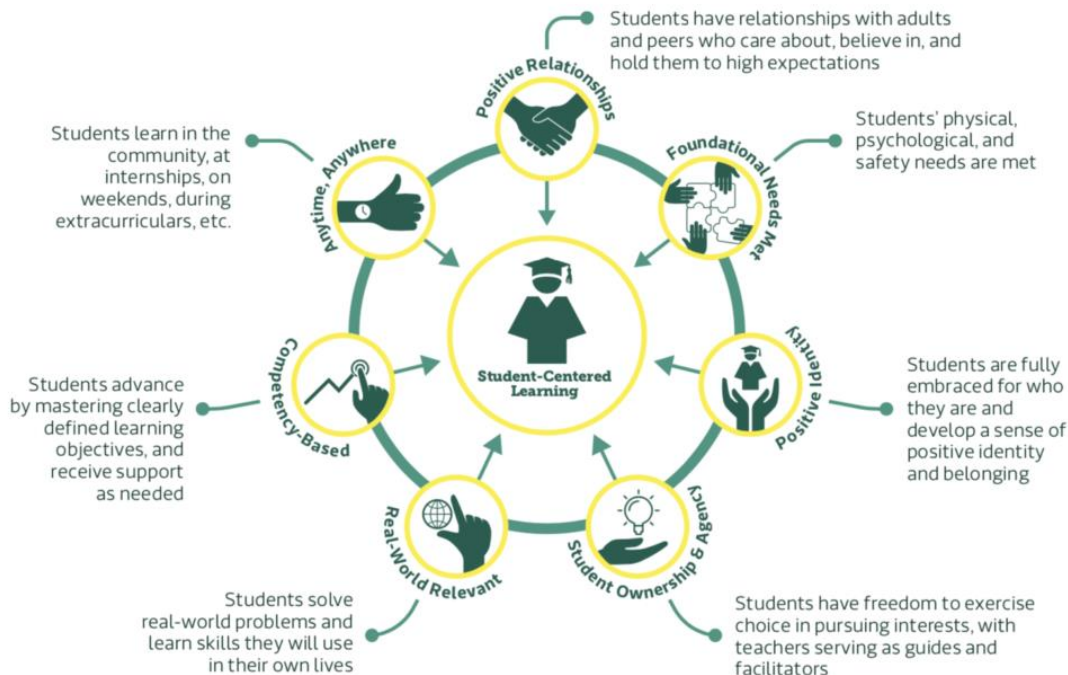 Positive Relationships
Students have relationships with adults
and peers who care about, believe in, and
hold them to high expectations
Foundational Needs Met
Students’ physical,
psychological, and
safety needs are met
Positive Identity
Students are fully
embraced for who
they are and
develop a sense of
positive identity
and belonging
Student Ownership & Agency
Students have freedom to exercise
choice in pursuing interests, with
teachers serving as guides and
facilitators
Real-World Relevant
Students solve
real-world problems and
learn skills they will use
in their own lives
Competency-Based
Students advance
by mastering clearly
defined learning
objectives, and
receive support
as needed
Anytime, Anywhere
Students learn in the
community, at
internships, on
weekends, during
extracurriculars, etc.
Student-Centered
Learning